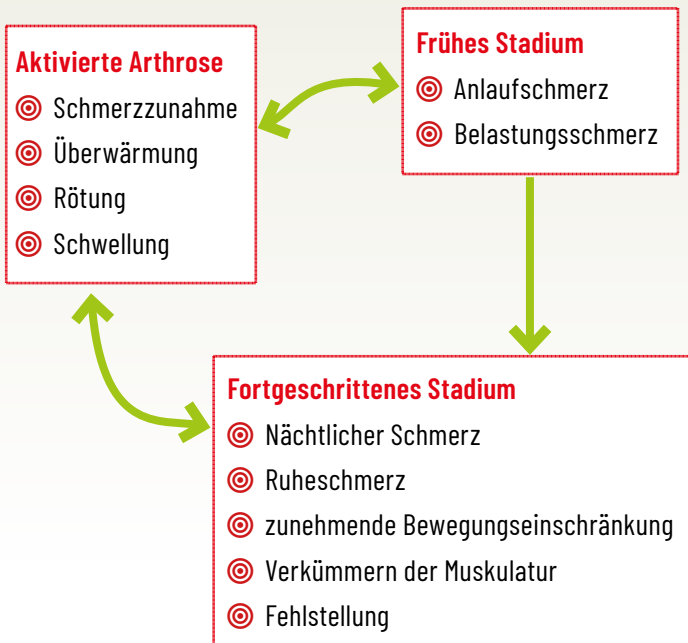 Aktivierte Arthrose
Schmerzzunahme
Überwärmung
Rötung
Schwellung
Frühes Stadium
Anlaufschmerz
Belastungsschmerz
Fortgeschrittenes Stadium
Nächtlicher Schmerz
Ruheschmerz
zunehmende Bewegungseinschränkung
Verkümmern der Muskulatur
Fehlstellung